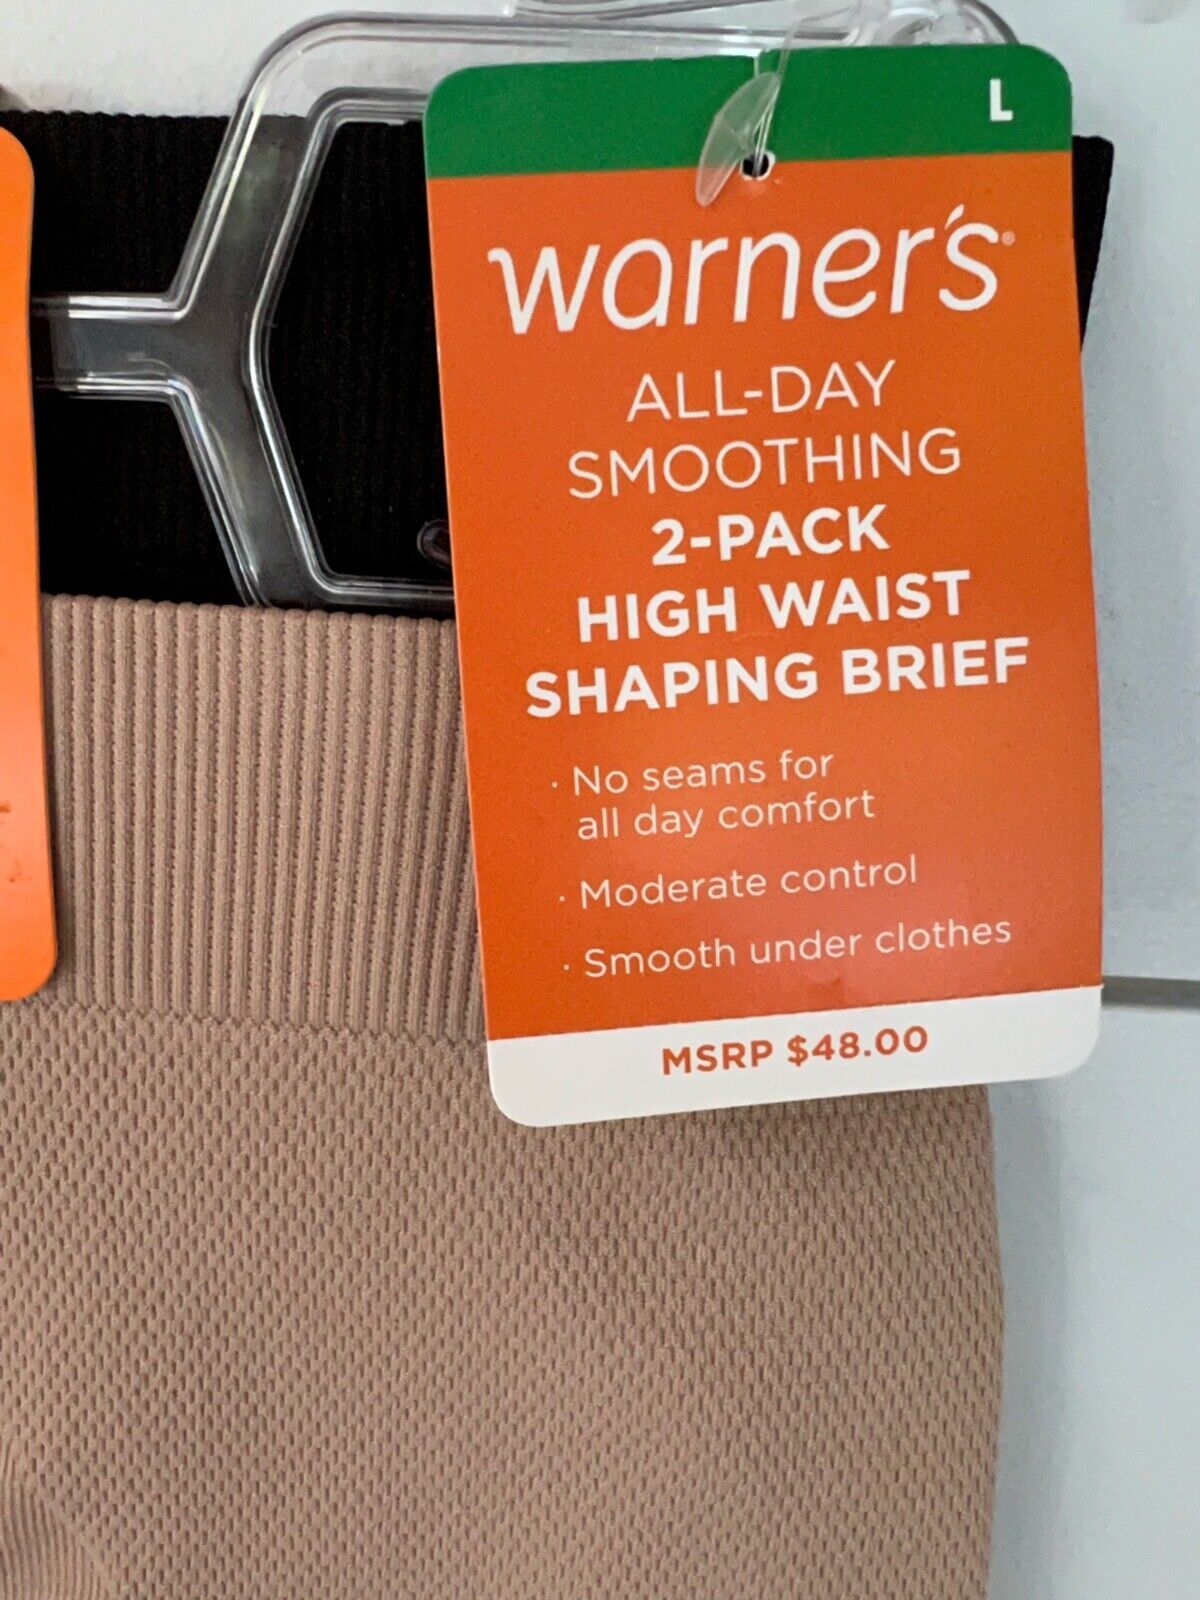 L
warner's®
ALL-DAY
SMOOTHING
2-PACK
HIGH WAIST
SHAPING BRIEF
· No seams for
all day comfort
· Moderate control
· Smooth under clothes
MSRP $48.00